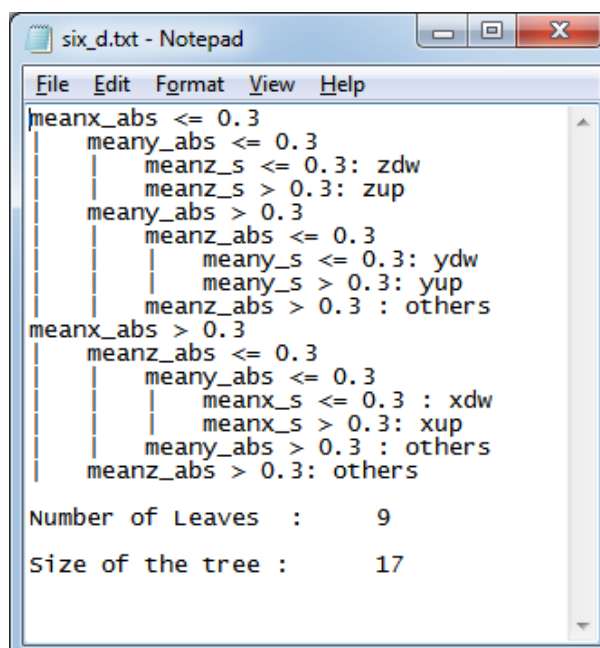 six_d.txt - Notepad
File Edit Format View Help
meanx_abs <= 0.3
| meany_abs <= 0.3
| | meanz_s <= 0.3: zdw
| | meanz_s > 0.3: zup
| meany_abs > 0.3
| | meanz_abs <= 0.3
| | | meany_s <= 0.3: ydw
| | | meany_s > 0.3: yup
| | meanz_abs > 0.3 : others
meanx_abs > 0.3
| meanz_abs <= 0.3
| | meany_abs <= 0.3
| | | meanx_s <= 0.3 : xdw
| | | meanx_s > 0.3: xup
| | meany_abs > 0.3 : others
| meanz_abs > 0.3: others
Number of Leaves : 9
Size of the tree : 17